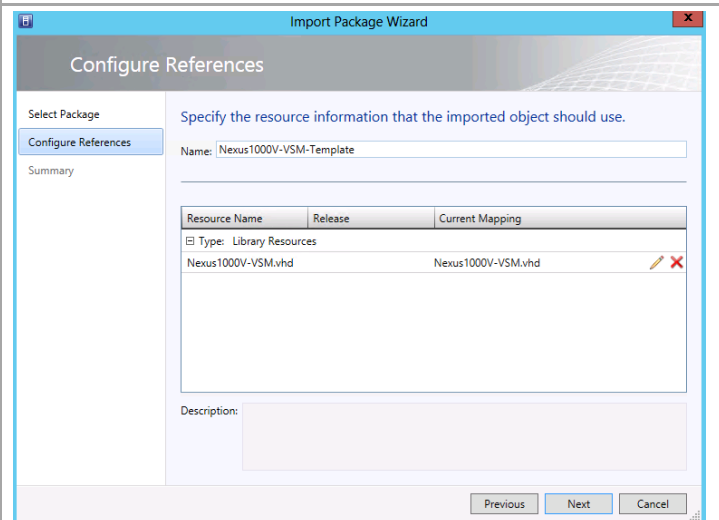 Import Package Wizard
x
Configure References
Select Package
Configure References
Summary
Specify the resource information that the imported object should use.
Name: Nexus1000V-VSM-Template
Resource Name Release Current Mapping
Type: Library Resources
Nexus1000V-VSM.vhd Nexus1000V-VSM.vhd
Description:
Previous Next Cancel